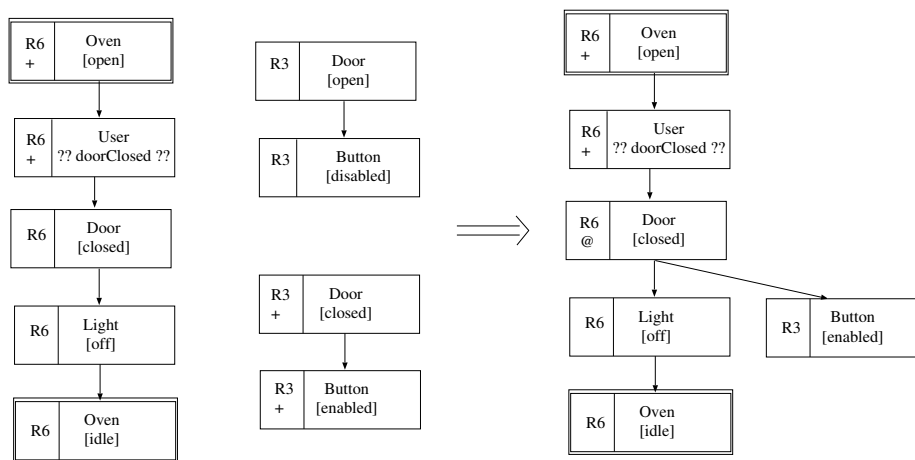 R6
+
Oven
[open]
R6
+
User
?? doorClosed ??
R6
Door
[closed]
R6
Light
[off]
R6
Oven
[idle]
R3
Door
[open]
R3
Button
[disabled]
R3
+
Door
[closed]
R3
+
Button
[enabled]
R6
+
Oven
[open]
R6
+
User
?? doorClosed ??
R6
@
Door
[closed]
R6
Light
[off]
R3
Button
[enabled]
R6
Oven
[idle]